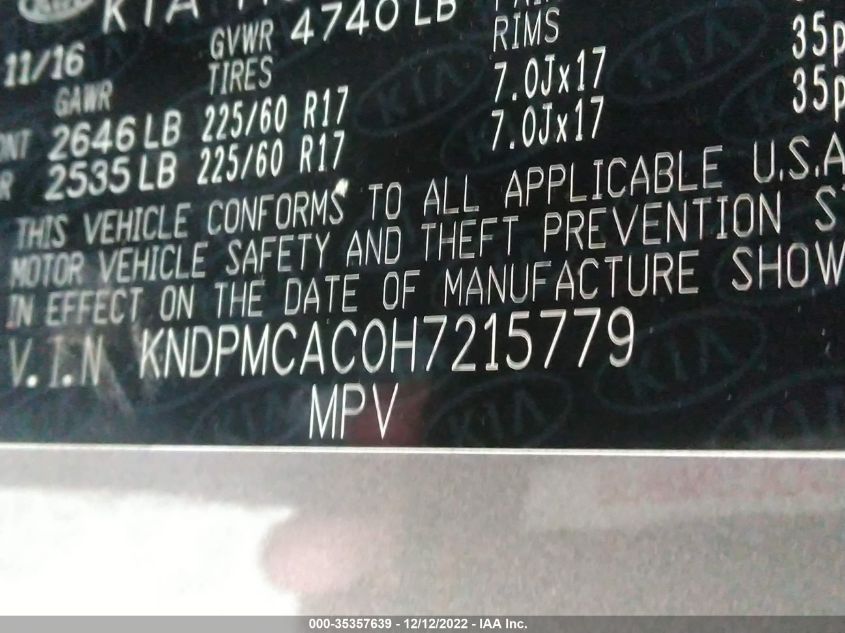 KIA
11/16 GVWR 4740 LB
RIMS
GAWR TIRES
2646 LB 225/60 R17 7.0Jx17 35
2535 LB 225/60 R17 7.0Jx17 35
THIS VEHICLE CONFORMS TO ALL APPLICABLE U.S.A
MOTOR VEHICLE SAFETY AND THEFT PREVENTION
IN EFFECT ON THE DATE OF MANUFACTURE SHOW
V.I.N KNDPMCAC0H7215779
MPV
000-35357639 - 12/12/2022 - IAA Inc.